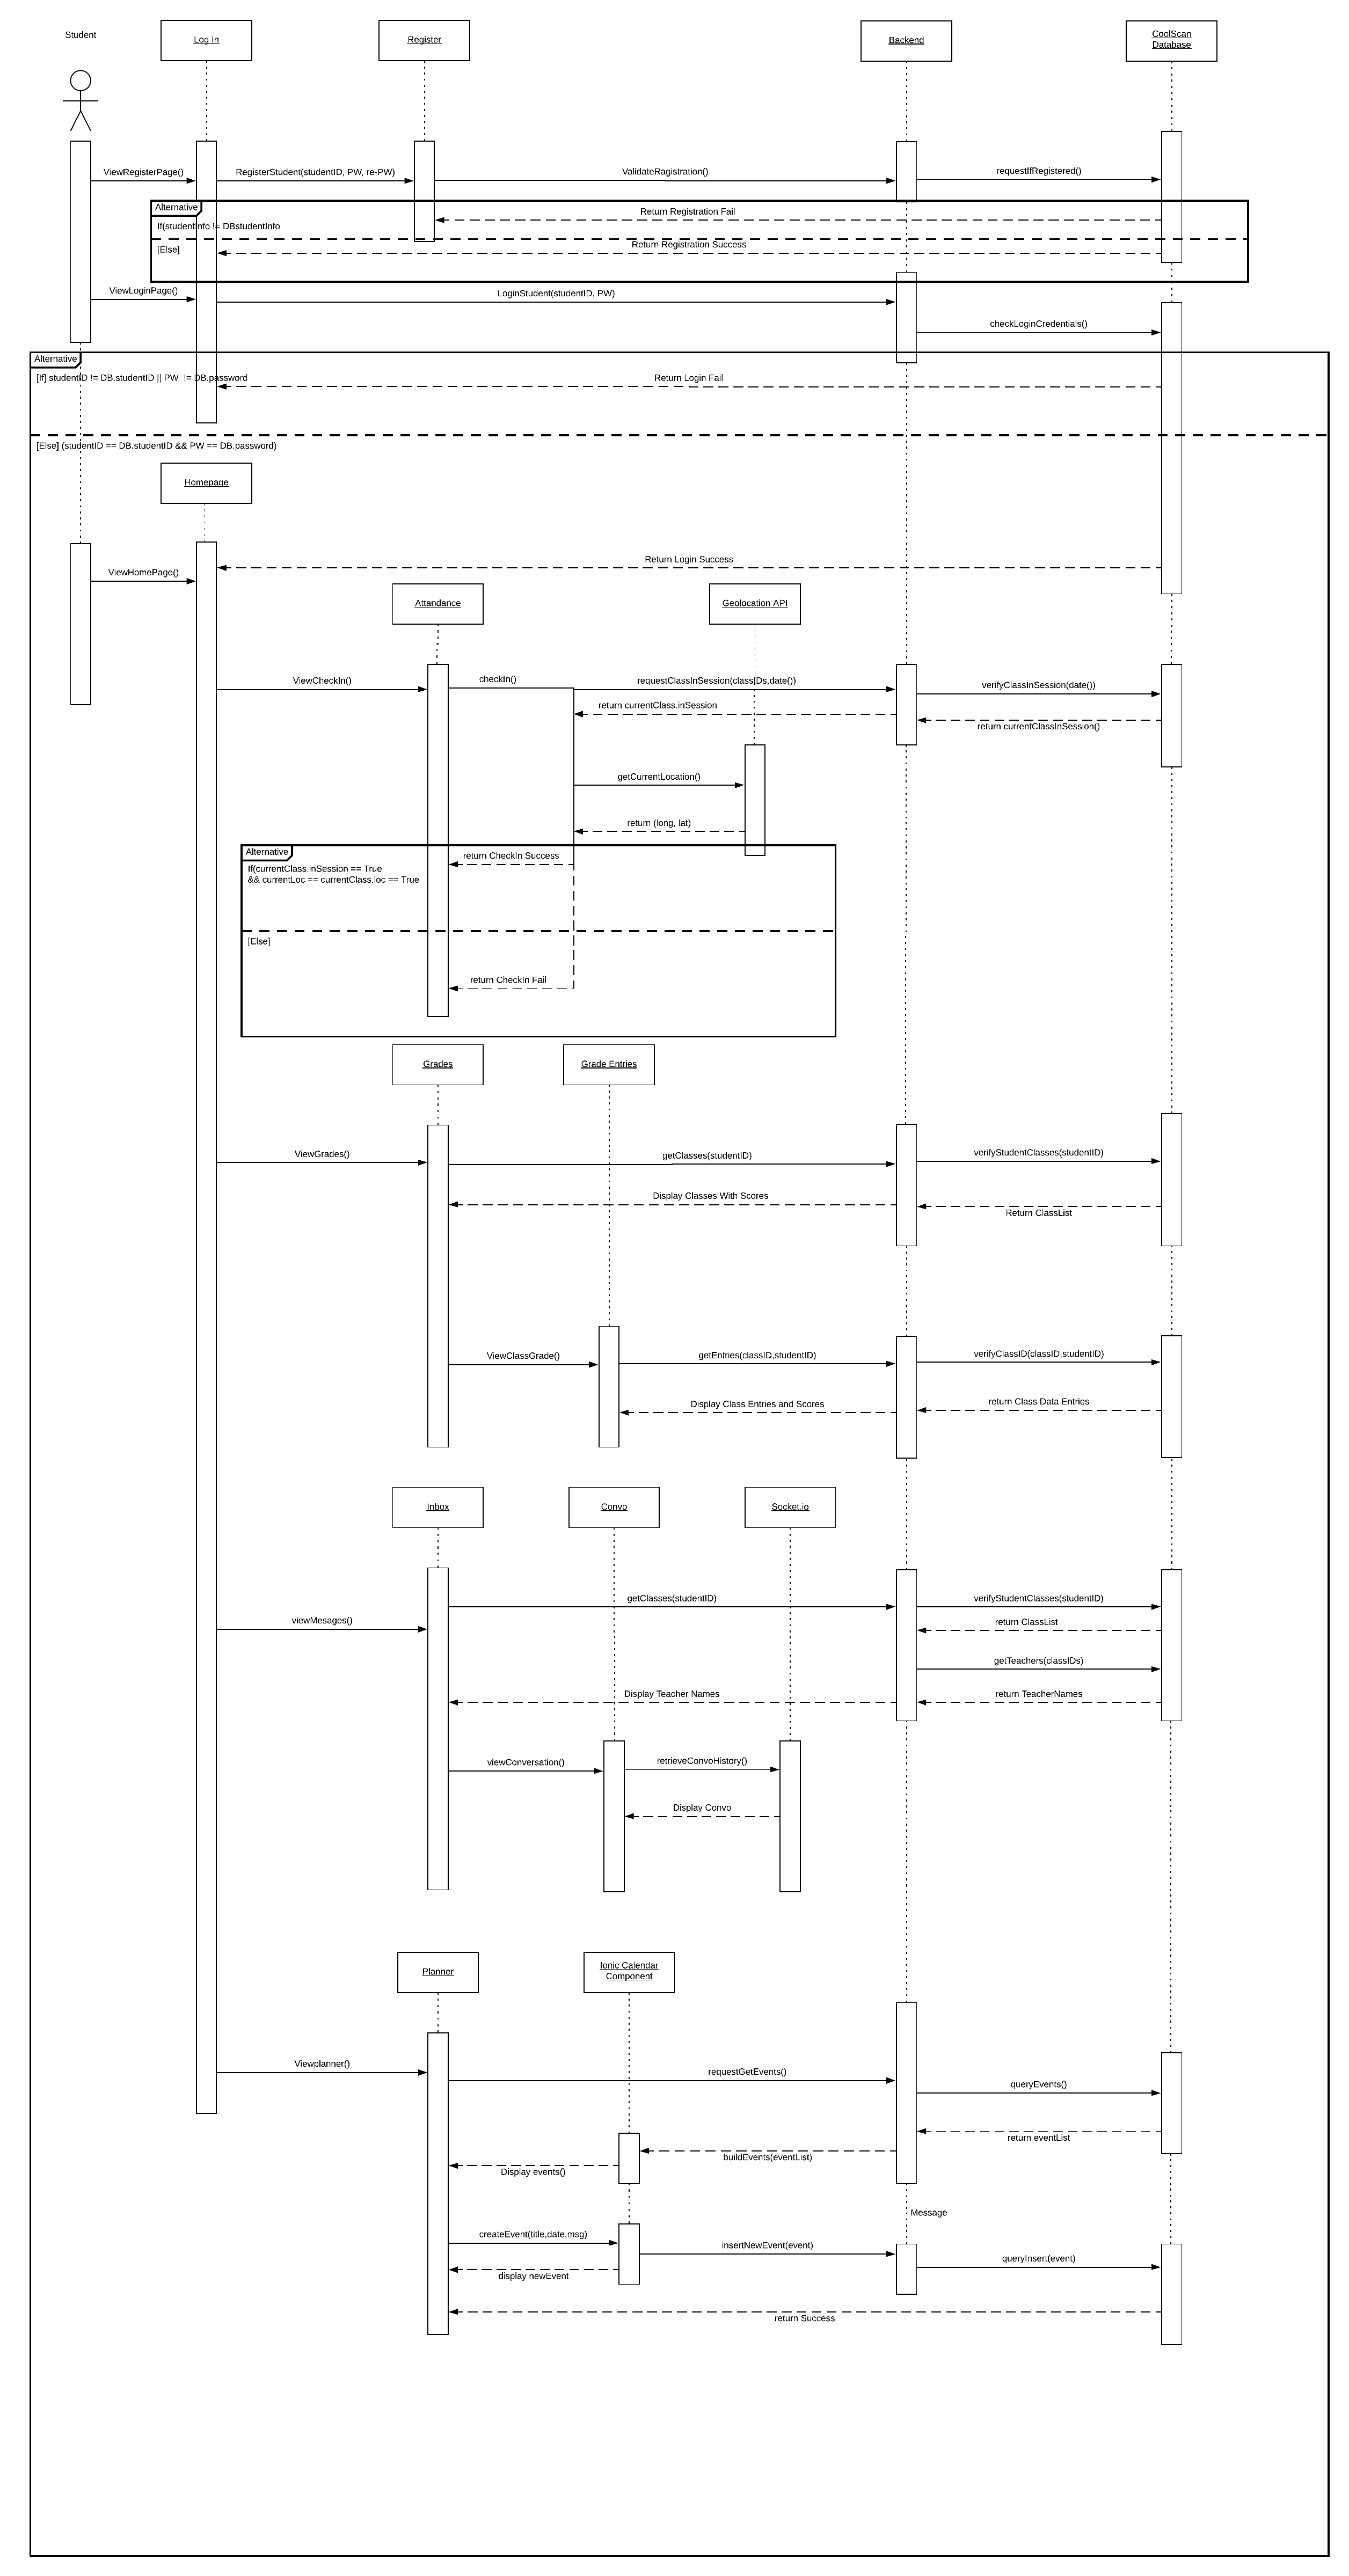 Student
Log In
Register
Backend
CoolScan
Database
ViewRegisterPage()
RegisterStudent(studentID, PW, re-PW)
ValidateRagistration()
requestIfRegistered()
Alternative
Return Registration Fail
If(studentInfo != DBstudentInfo
Return Registration Success
[Else]
ViewLoginPage()
LoginStudent(studentID, PW)
checkLoginCredentials()
Alternative
[If] studentID != DB.studentID || PW != DB.password
Return Login Fail
[Else] (studentID == DB.studentID && PW == DB.password)
Homepage
Return Login Success
ViewHomePage()
Attandance
Geolocation API
ViewCheckIn()
checkIn()
requestClassInSession(classIDs,date())
verifyClassInSession(date())
return currentClass.inSession
return currentClassInSession()
getCurrentLocation()
return (long, lat)
Alternative
return CheckIn Success
If(currentClass.inSession == True
&& currentLoc == currentClass.loc == True
[Else]
return CheckIn Fail
Grades
Grade Entries
ViewGrades()
getClasses(studentID)
verifyStudentClasses(studentID)
Display Classes With Scores
Return ClassList
ViewClassGrade()
getEntries(classID,studentID)
verifyClassID(classID,studentID)
Display Class Entries and Scores
return Class Data Entries
Inbox
Convo
Socket.io
getClasses(studentID)
verifyStudentClasses(studentID)
viewMesages()
return ClassList
getTeachers(classIDs)
Display Teacher Names
return TeacherNames
viewConversation()
retrieveConvoHistory()
Display Convo
Planner
Ionic Calendar
Component
Viewplanner()
requestGetEvents()
queryEvents()
return eventList
buildEvents(eventList)
Display events()
Message
createEvent(title,date,msg)
insertNewEvent(event)
queryInsert(event)
display newEvent
return Success